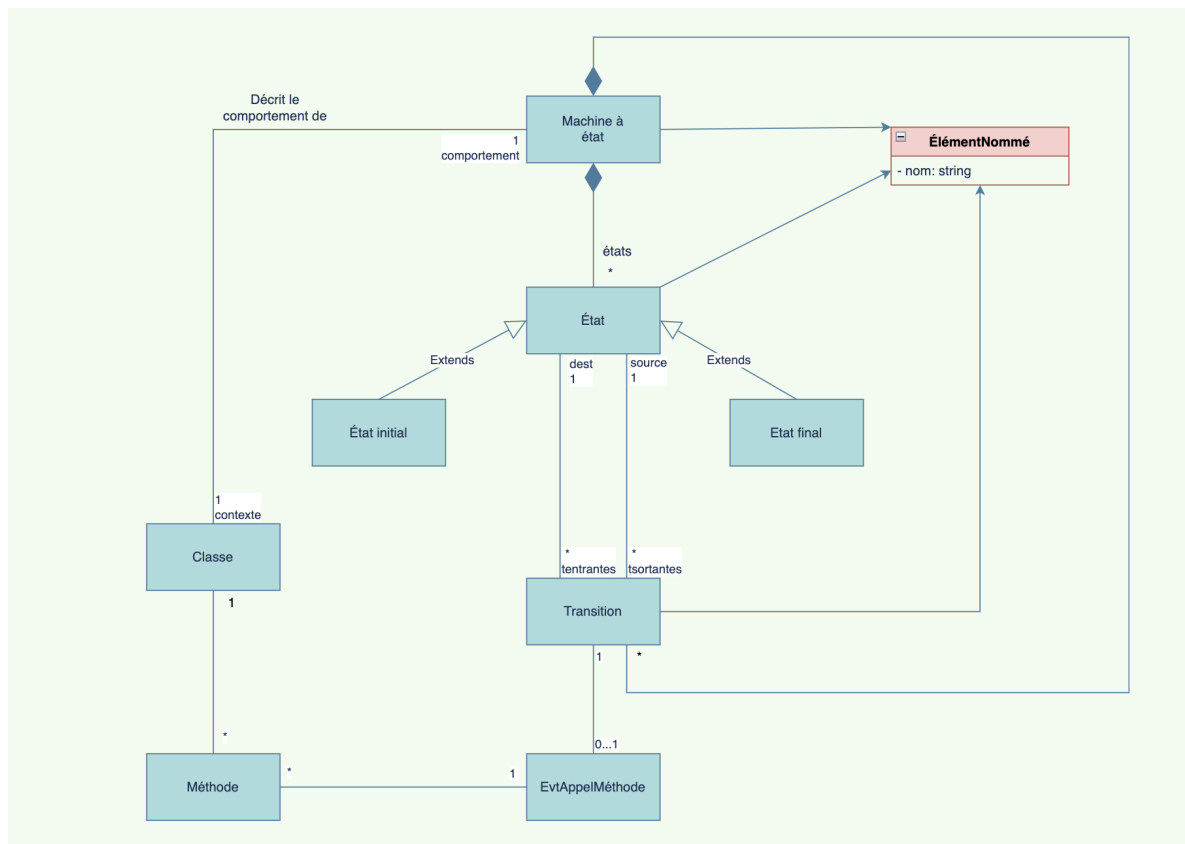 Décrit le
comportement de
Machine à
état
1
comportement
ÉlémentNommé
- nom: string
états
*
État
dest
1
source
1
Extends
Extends
État initial
Etat final
1
contexte
Classe
1
*
tentrantes
*
tsortantes
Transition
1
*
*
0...1
Méthode
*
1
EvtAppelMéthode